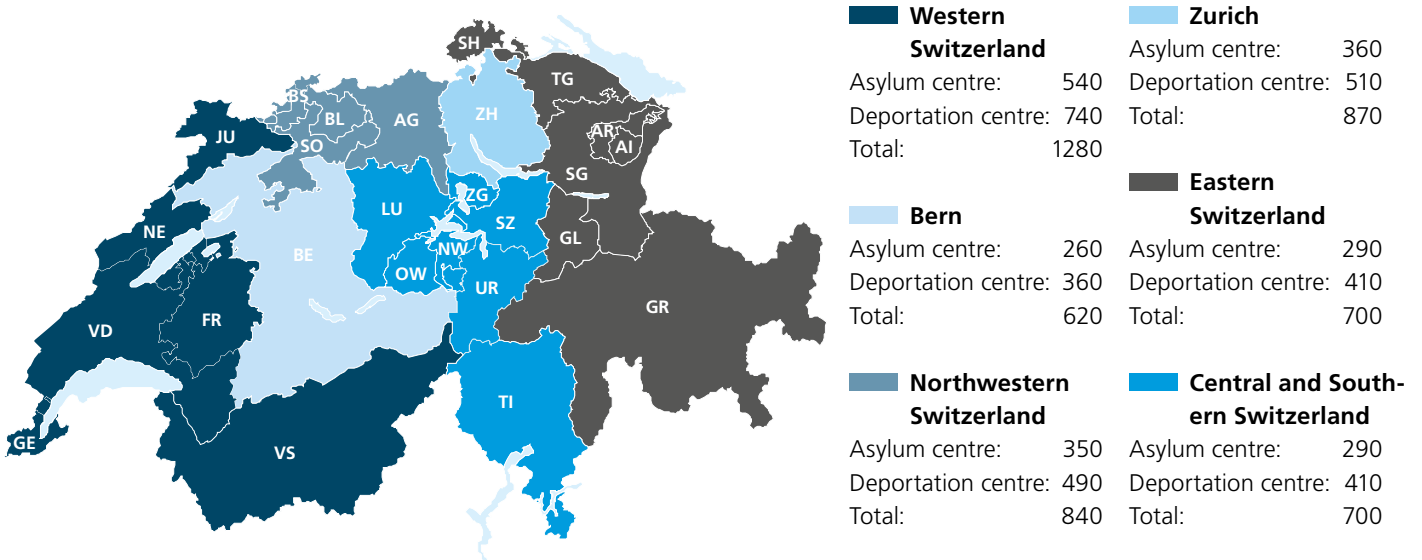 SH
TG
BS
BL
AG
ZH
AR
AI
JU
SO
SG
ZG
LU
SZ
NE
GL
NW
BE
OW
UR
GR
FR
VD
TI
GE
VS
Western
Switzerland
Asylum centre: 540
Deportation centre: 740
Total: 1280
Bern
Asylum centre: 260
Deportation centre: 360
Total: 620
Northwestern
Switzerland
Asylum centre: 350
Deportation centre: 490
Total: 840
Zurich
Asylum centre: 360
Deportation centre: 510
Total: 870
Eastern
Switzerland
Asylum centre: 290
Deportation centre: 410
Total: 700
Central and South-
ern Switzerland
Asylum centre: 290
Deportation centre: 410
Total: 700